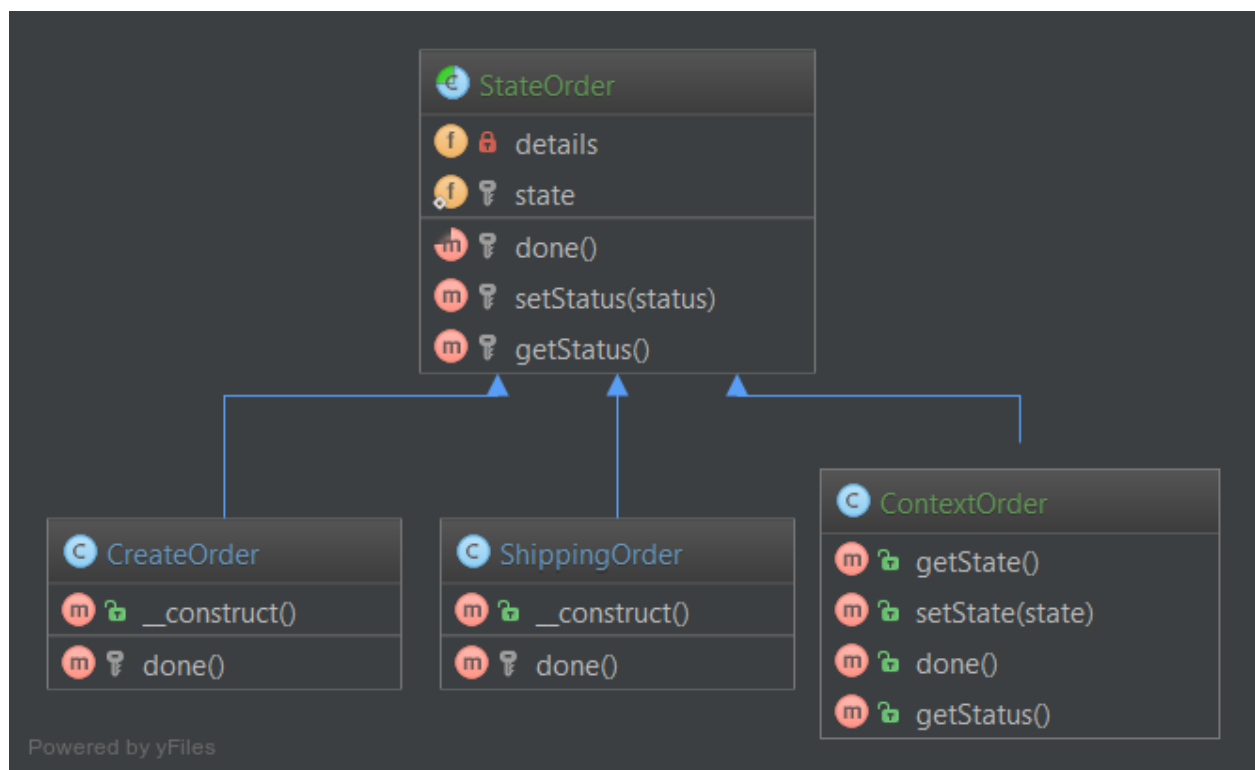 StateOrder
details
state
done()
setStatus(status)
getStatus()
CreateOrder
__construct()
done()
ShippingOrder
__construct()
done()
ContextOrder
getState()
setState(state)
done()
getStatus()
Powered by yFiles